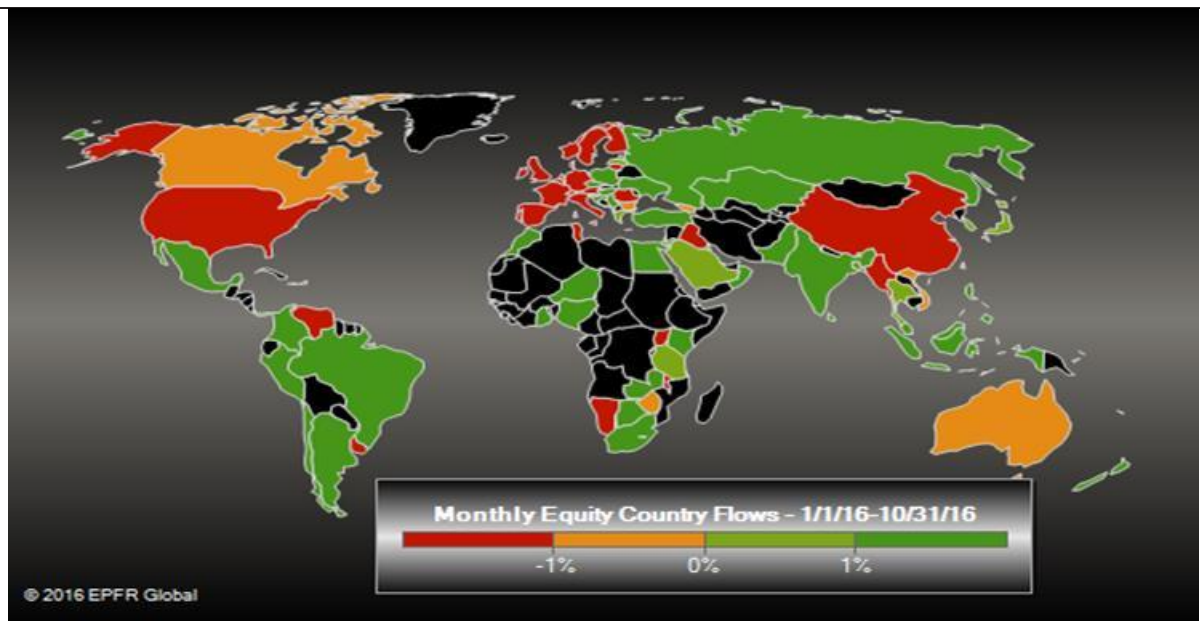 Monthly Equity Country Flows - 1/1/16-10/31/16
-1% 0% 1%
© 2016 EPFR Global